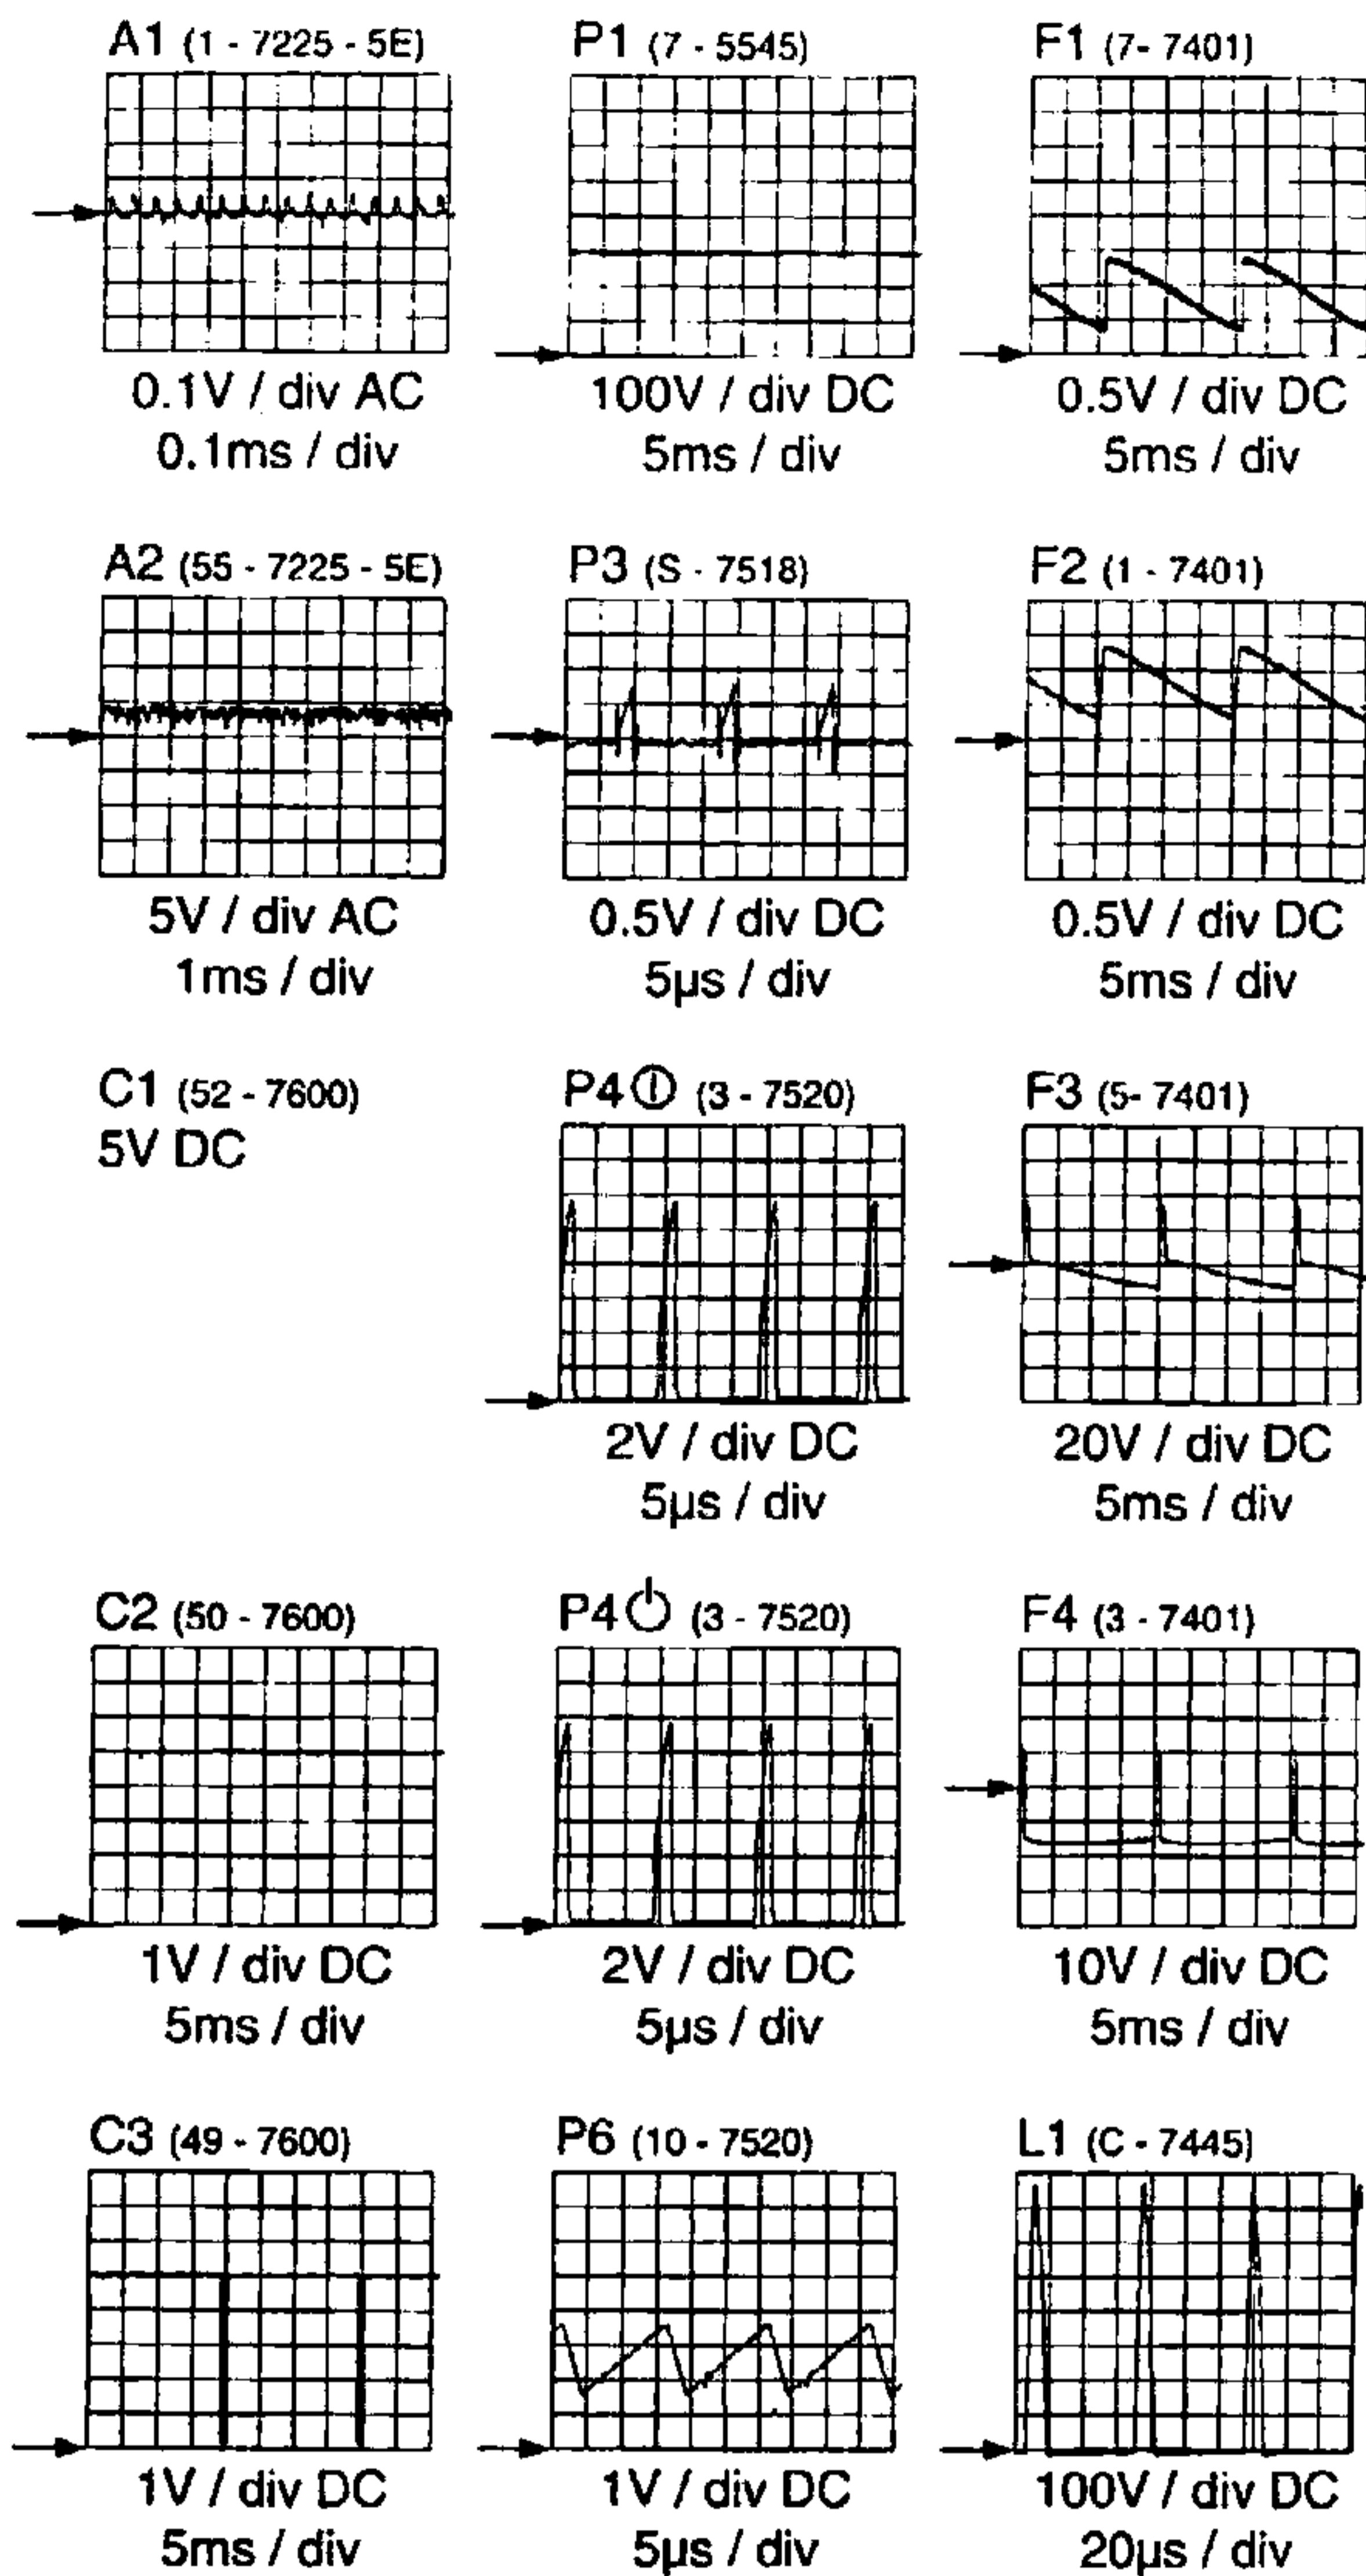 A1 (1 - 7225 - 5E)
0.1V / div AC
0.1ms / div
P1 (7 - 5545)
100V / div DC
5ms / div
F1 (7- 7401)
0.5V / div DC
5ms / div
A2 (55 - 7225 - 5E)
5V / div AC
1ms / div
P3 (S - 7518)
0.5V / div DC
5µs / div
F2 (1 - 7401)
0.5V / div DC
5ms / div
C1 (52 - 7600)
5V DC
P4 (3 - 7520)
2V / div DC
5µs / div
F3 (5- 7401)
20V / div DC
5ms / div
C2 (50 - 7600)
1V / div DC
5ms / div
P4 (3 - 7520)
2V / div DC
5µs / div
F4 (3 - 7401)
10V / div DC
5ms / div
C3 (49 - 7600)
1V / div DC
5ms / div
P6 (10 - 7520)
1V / div DC
5µs / div
L1 (C - 7445)
100V / div DC
20µs / div